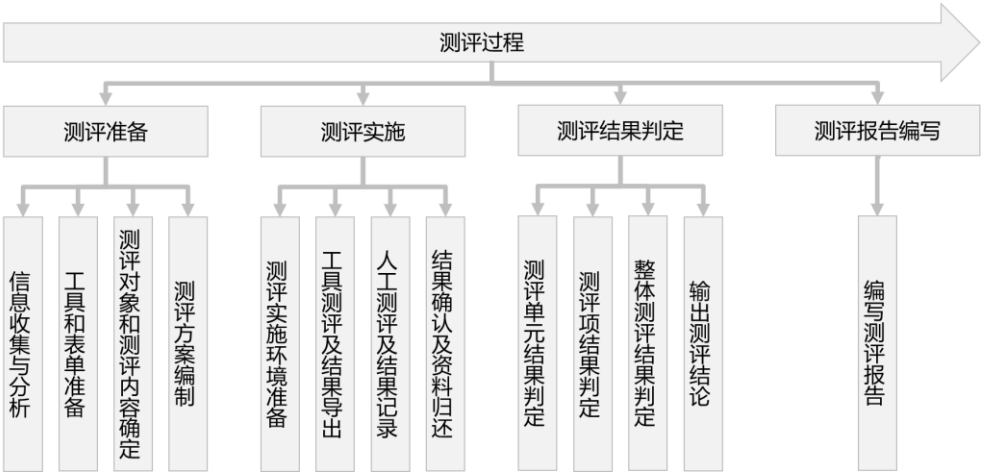 测评过程
测评准备
测评实施
测评结果判定
测评报告编写
信息收集与分析
工具和表单准备
测评对象和测评内容确定
测评方案编制
测评实施环境准备
工具测评及结果导出
人工测评及结果记录
结果确认及资料归还
测评单元结果判定
测评项结果判定
整体测评结果判定
输出测评结论
编写测评报告